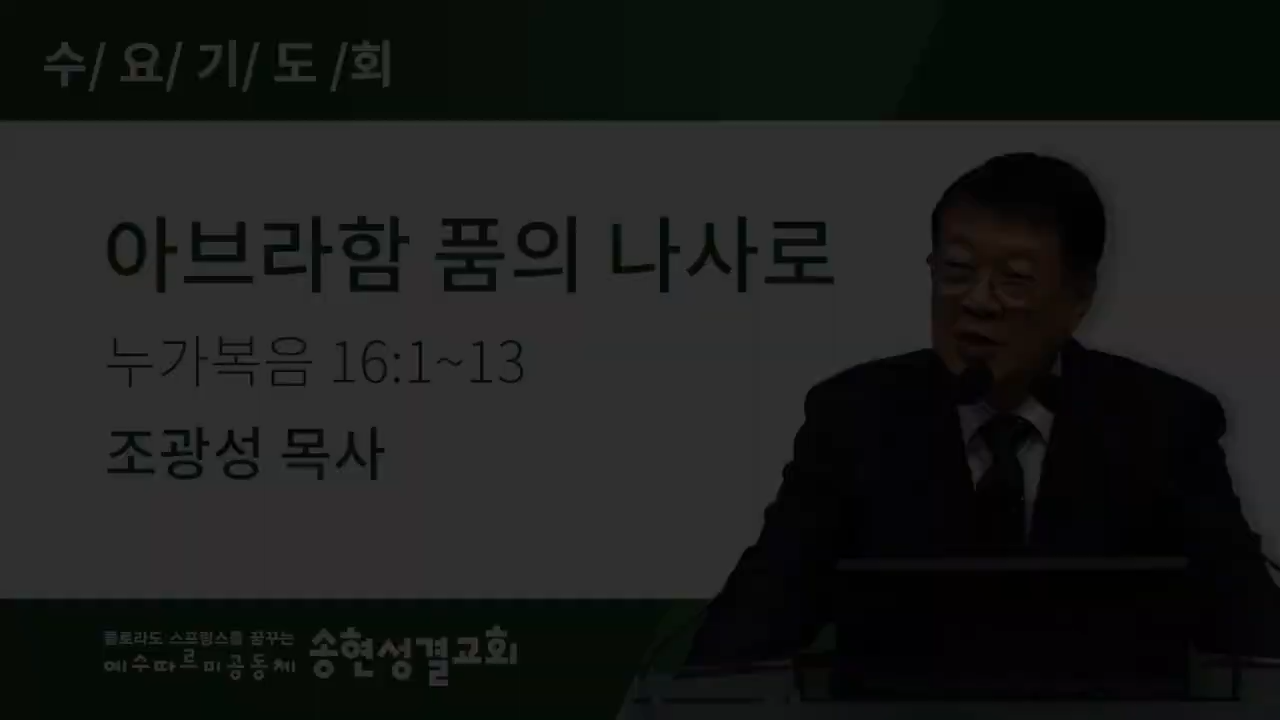 수/ 요/ 기/ 도 /회
아브라함 품의 나사로
누가복음 16:1~13
조광성 목사
콜로라도 스프링스를 꿈꾸는
예수따르미공동체 송현성결교회